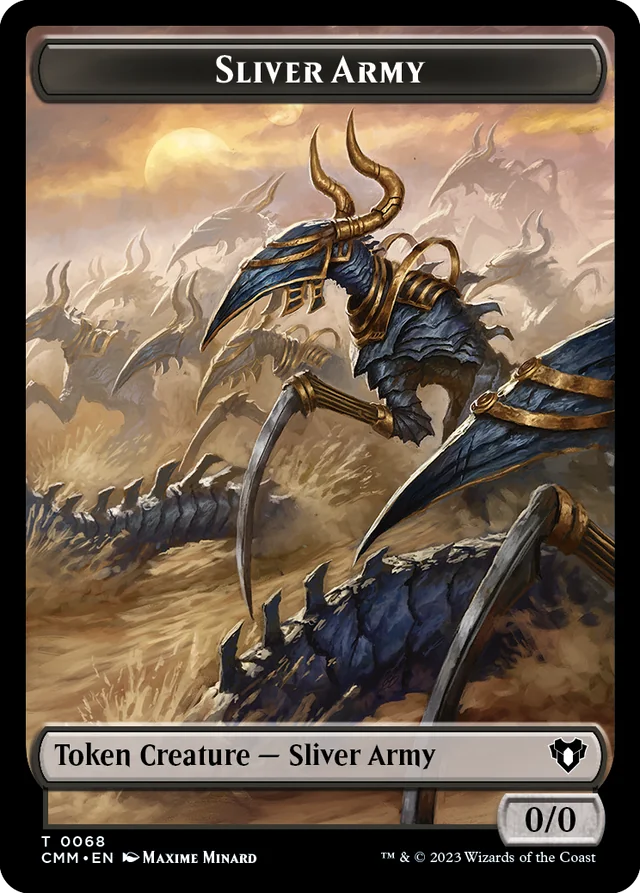 Sliver Army
Token Creature — Sliver Army
0/0
T 0068
CMM • EN Maxime Minard
™ & © 2023 Wizards of the Coast